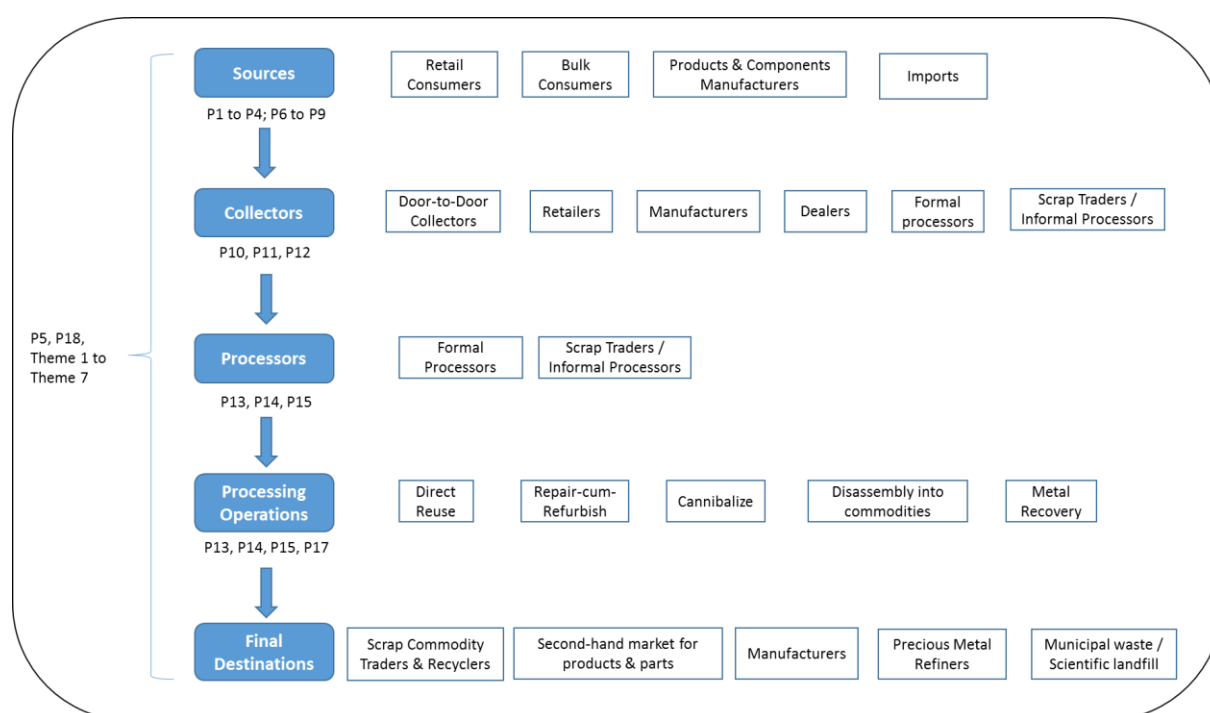 Sources
Retail
Consumers
Bulk
Consumers
Products & Components
Manufacturers
Imports
P1 to P4; P6 to P9
Collectors
Door-to-Door
Collectors
Retailers
Manufacturers
Dealers
Formal
processors
Scrap Traders /
Informal Processors
P10, P11, P12
P5, P18,
Theme 1 to
Theme 7
Processors
Formal
Processors
Scrap Traders /
Informal Processors
P13, P14, P15
Processing
Operations
Direct
Reuse
Repair-cum-
Refurbish
Cannibalize
Disassembly into
commodities
Metal
Recovery
P13, P14, P15, P17
Final
Destinations
Scrap Commodity
Traders & Recyclers
Second-hand market for
products & parts
Manufacturers
Precious Metal
Refiners
Municipal waste /
Scientific landfill